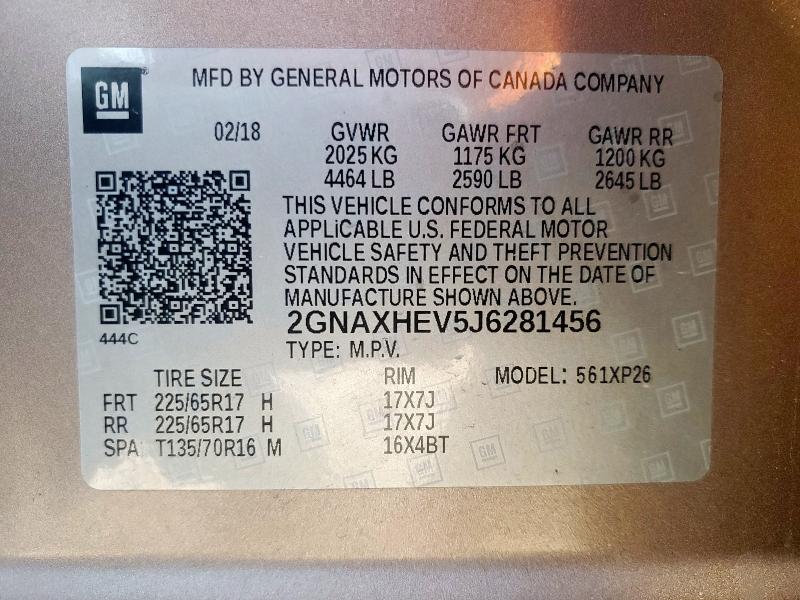 GM
MFD BY GENERAL MOTORS OF CANADA COMPANY
02/18 GVWR GAWR FRT GAWR RR
2025 KG 1175 KG 1200 KG
4464 LB 2590 LB 2645 LB
THIS VEHICLE CONFORMS TO ALL
APPLiCABLE U.S. FEDERAL MOTOR
VEHICLE SAFETY AND THEFT PREVENTION
STANDARDS IN EFFECT ON THE DATE OF
MANUFACTURE SHOWN ABOVE.
2GNAXHEV5J6281456
444C
TYPE: M.P.V.
TIRE SIZE RIM MODEL: 561XP26
FRT 225/65R17 H 17X7J
RR 225/65R17 H 17X7J
SPA T135/70R16 M 16X4BT